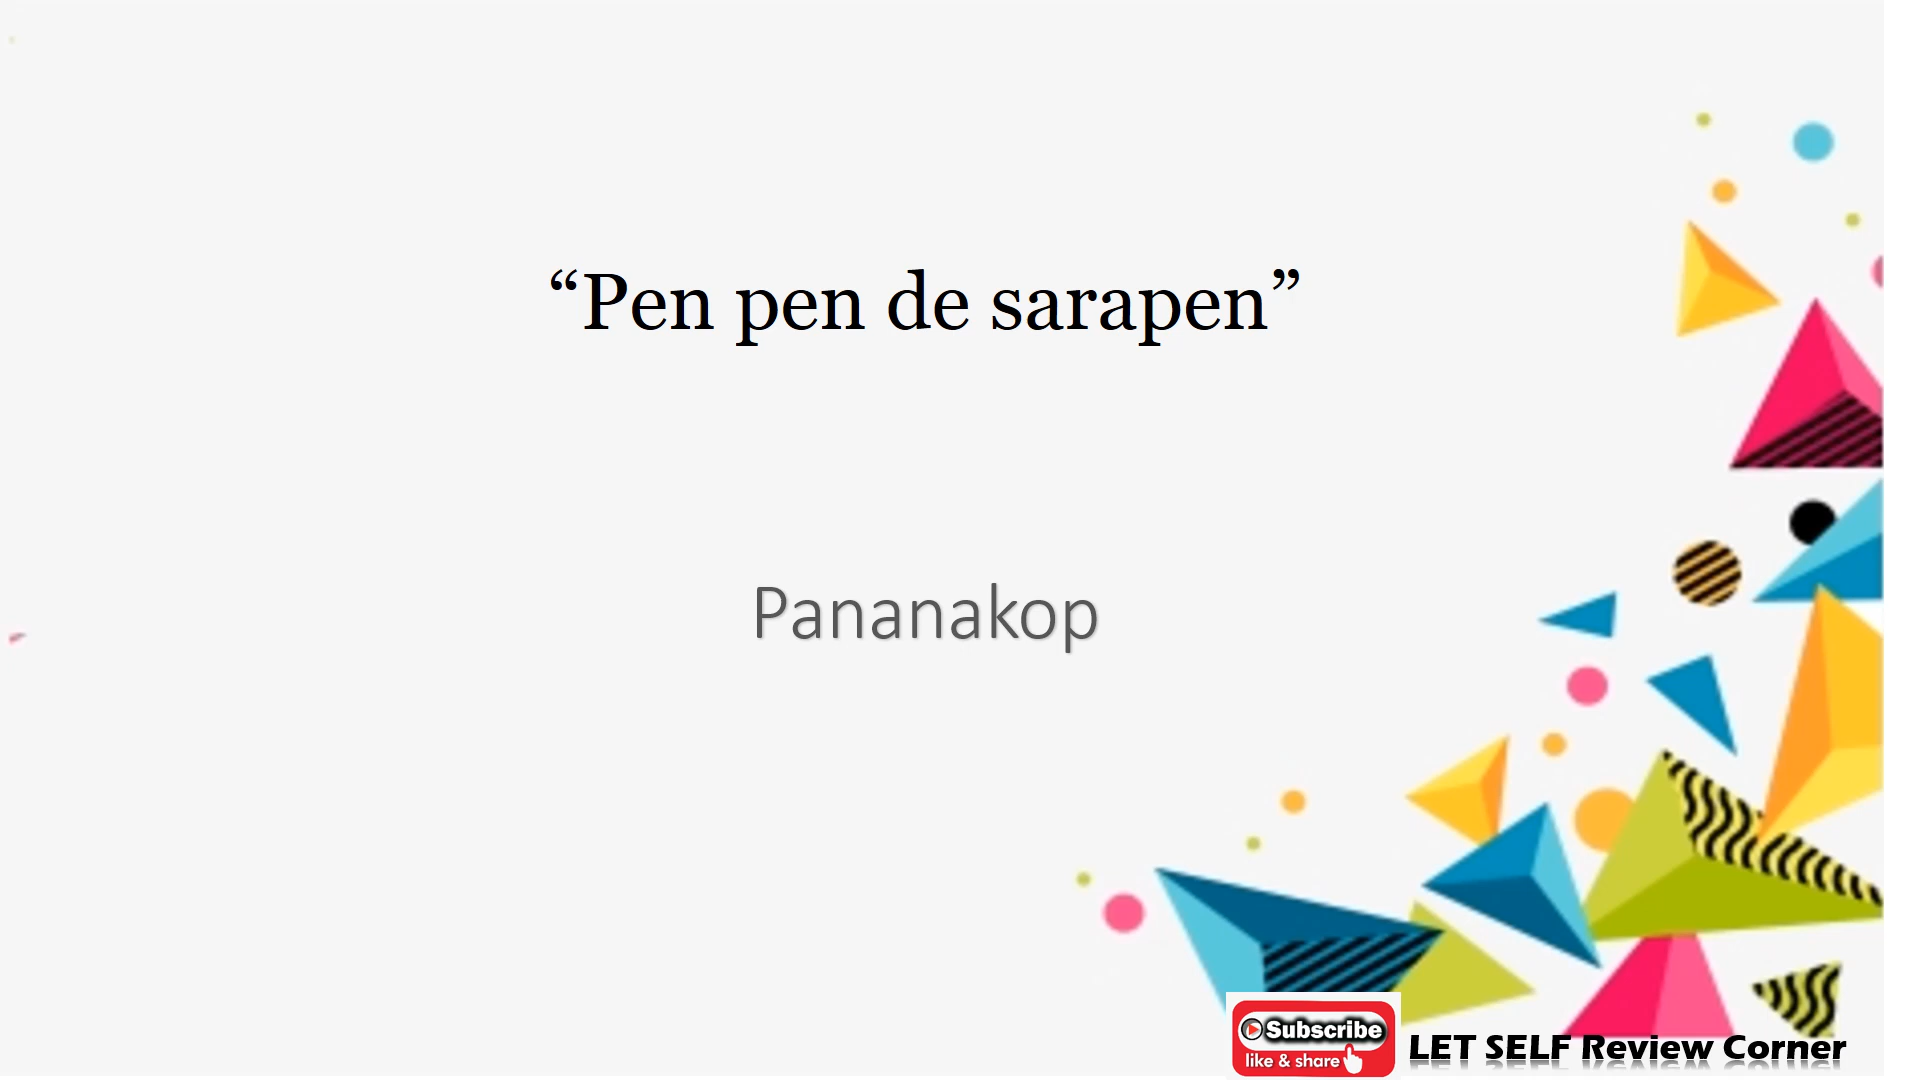 “Pen pen de sarapen”
Pananakop
Subscribe
like & share
LET SELF Review Corner